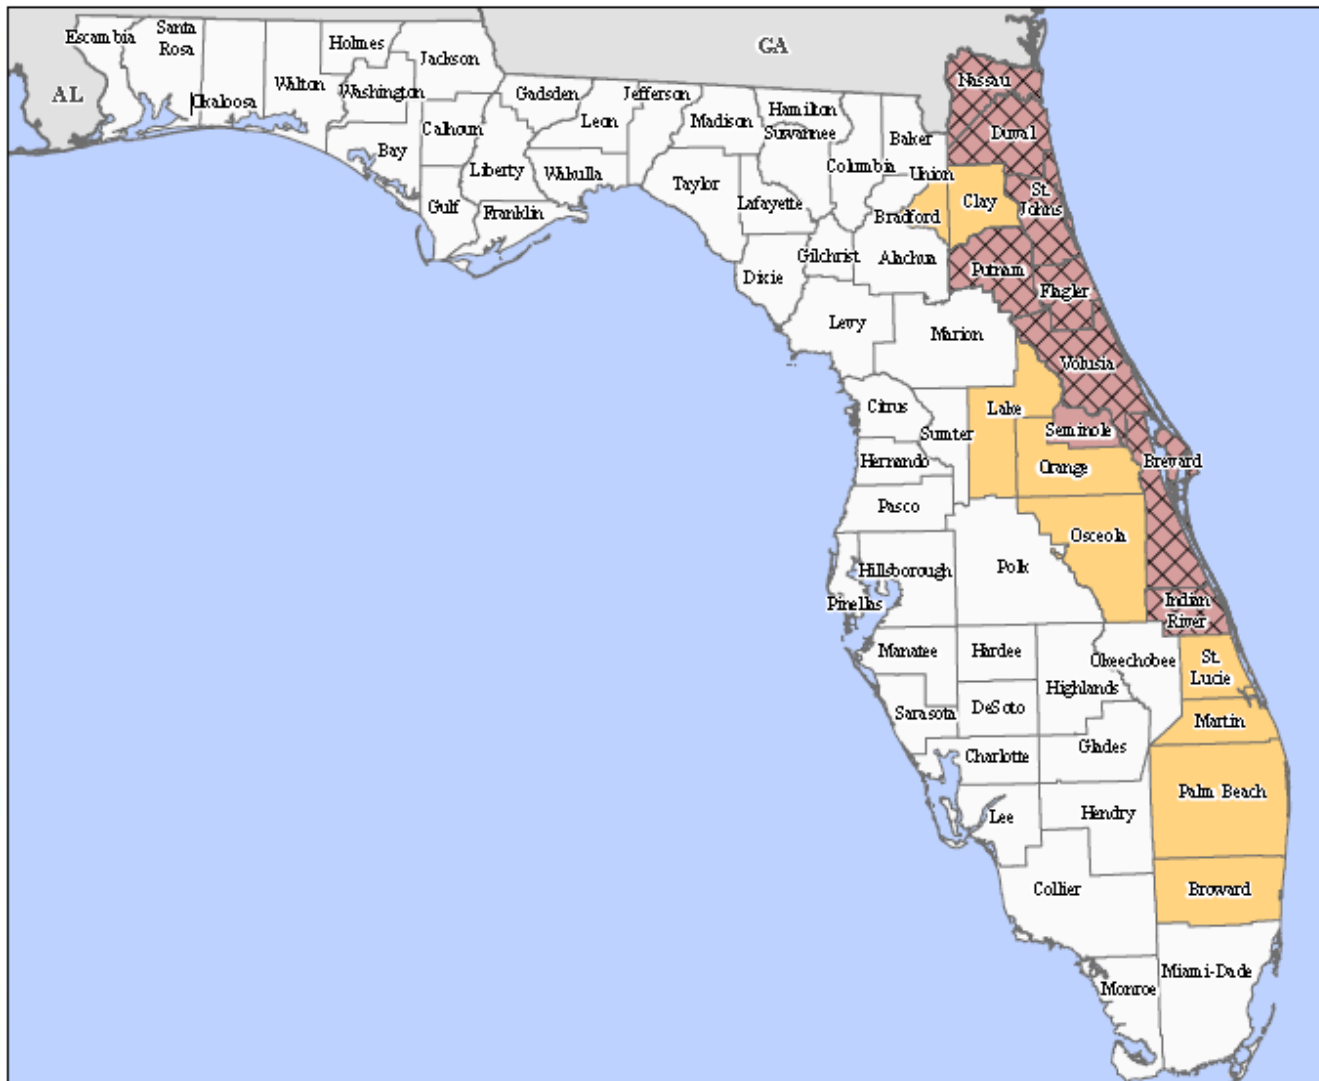 GA
AL
Escambia
Santa
Rosa
Okaloosa
Walton
Holmes
Washington
Jackson
Bay
Calhoun
Gulf
Liberty
Gadsden
Leon
Wakulla
Franklin
Jefferson
Madison
Taylor
Hamilton
Suwannee
Lafayette
Columbia
Baker
Union
Bradford
Nassau
Duval
Clay
St.
Johns
Putnam
Flagler
Alachua
Gilchrist
Dixie
Levy
Marion
Volusia
Citrus
Sumter
Lake
Seminole
Hernando
Orange
Brevard
Pasco
Osceola
Polk
Hillsborough
Pinellas
Indian
River
Manatee
Hardee
Okeechobee
St.
Lucie
Highlands
Sarasota
DeSoto
Martin
Charlotte
Glades
Lee
Hendry
Palm Beach
Collier
Broward
Monroe
Miami-Dade